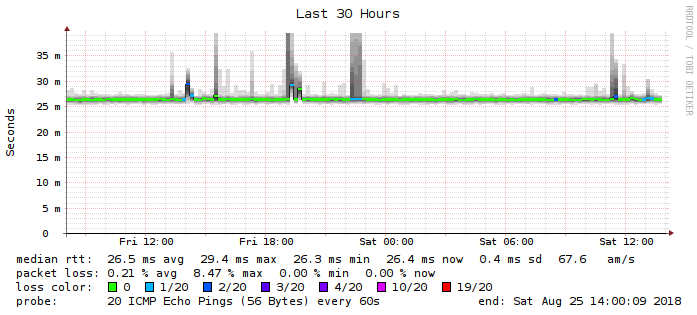 Last 30 Hours
RRDTOOL / TOBI OETIKER
Seconds
35 m
30 m
25 m
20 m
15 m
10 m
5 m
0
Fri 12:00 Fri 18:00 Sat 00:00 Sat 06:00 Sat 12:00
median rtt: 26.5 ms avg 29.4 ms max 26.3 ms min 26.4 ms now 0.4 ms sd 67.6 am/s
packet loss: 0.21 % avg 8.47 % max 0.00 % min 0.00 % now
loss color: 0 1/20 2/20 3/20 4/20 10/20 19/20
probe: 20 ICMP Echo Pings (56 Bytes) every 60s end: Sat Aug 25 14:00:09 2018